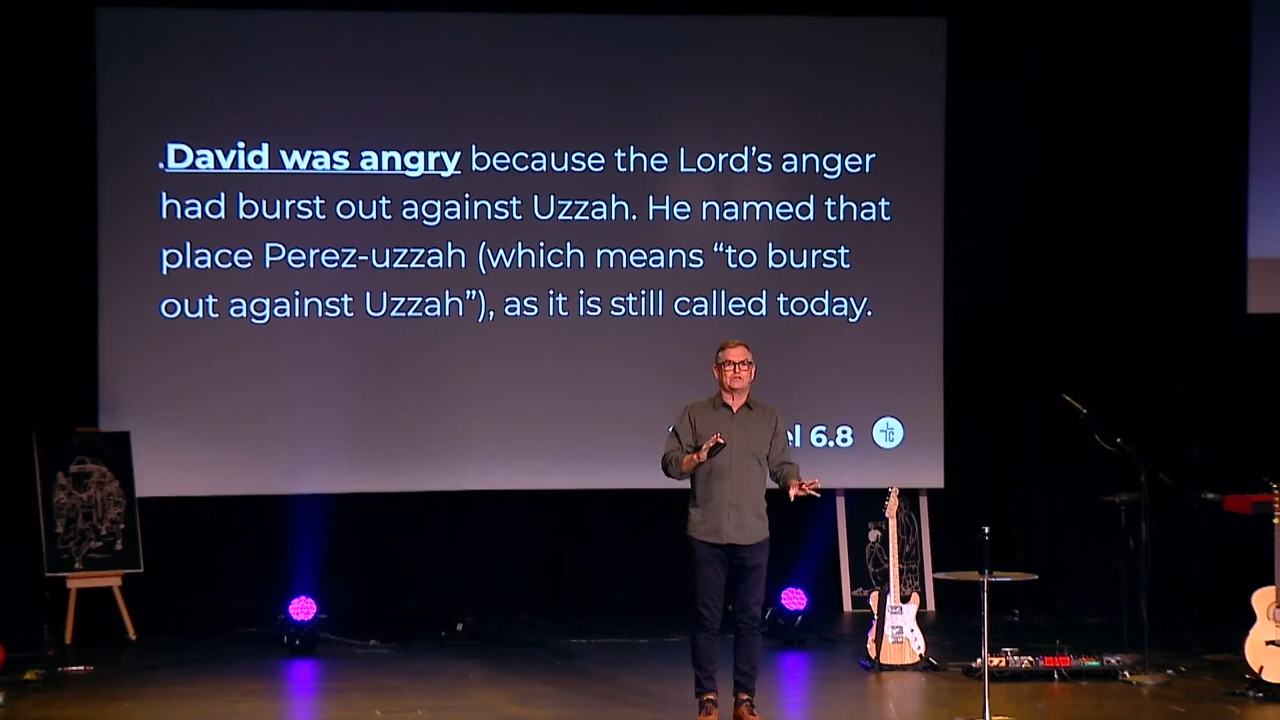 .David was angry because the Lord’s anger
had burst out against Uzzah. He named that
place Perez-uzzah (which means “to burst
out against Uzzah”), as it is still called today.
6.8
LTC